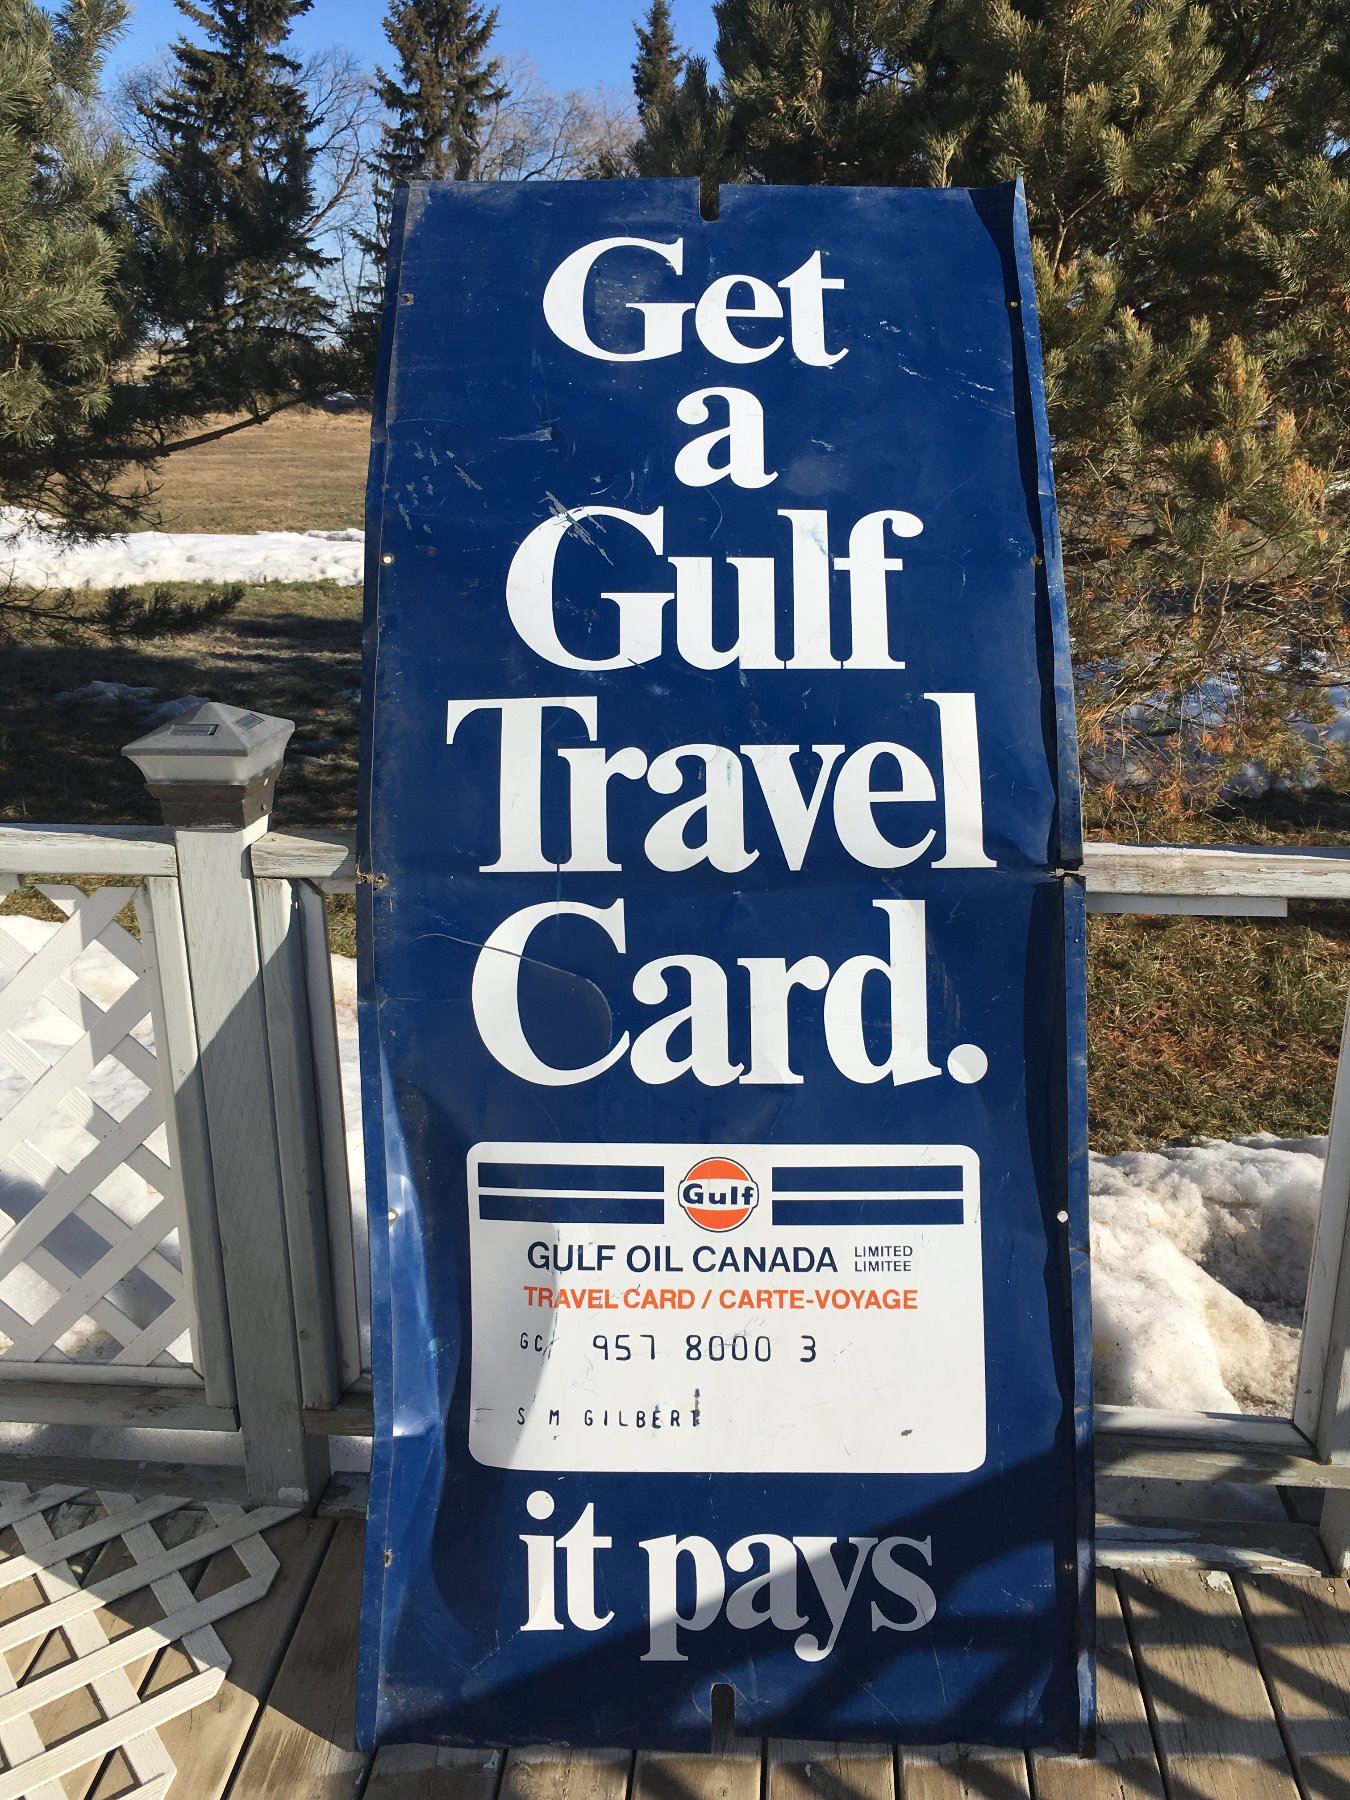 Get
a
Gulf
Travel
Card.
Gulf
GULF OIL CANADA LIMITED
LIMITEE
TRAVEL CARD / CARTE-VOYAGE
GC 957 8000 3
S M GILBERT
it pays